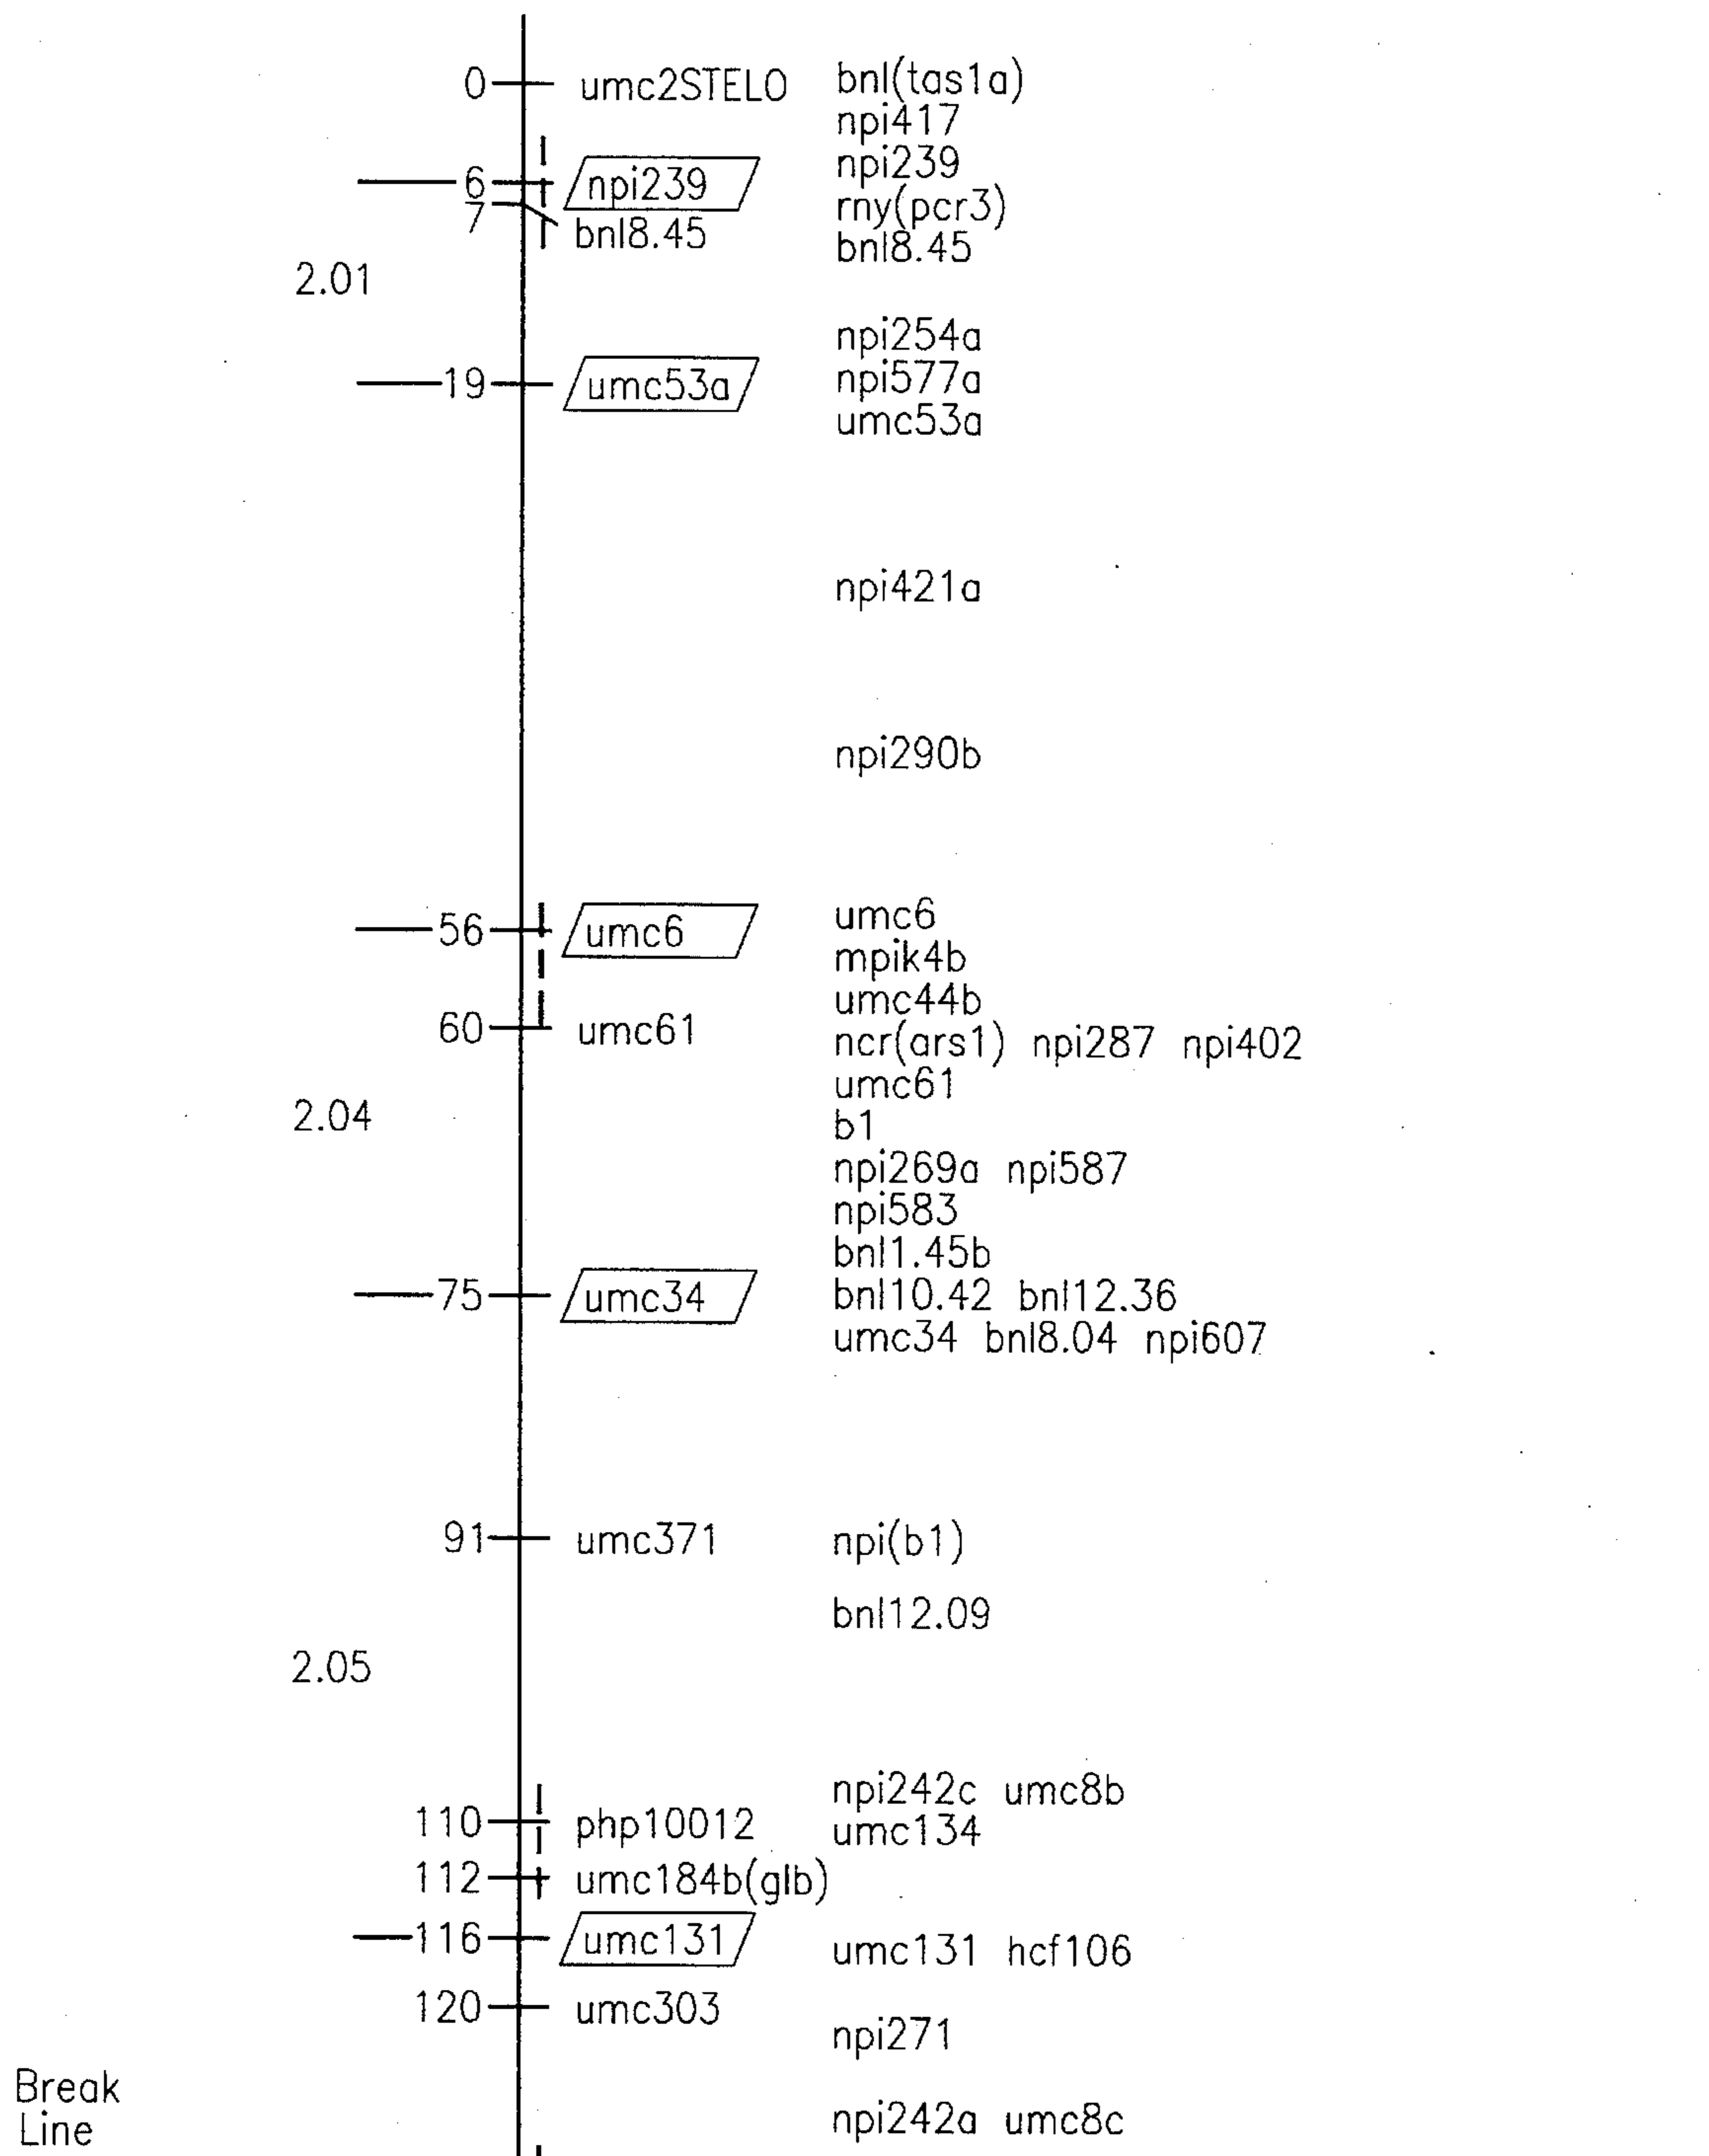 0 umc2STELO bnl(tas1a)
npi417
6 npi239 npi239
7 bnl8.45 rny(pcr3)
bnl8.45
2.01
npi254a
19 umc53a npi577a
umc53a
npi421a
npi290b
56 umc6 umc6
mpik4b
umc44b
60 umc61 ncr(ars1) npi287 npi402
umc61
2.04 b1
npi269a npi587
npi583
bnl1.45b
75 umc34 bnl10.42 bnl12.36
umc34 bnl8.04 npi607
91 umc371 npi(b1)
bnl12.09
2.05
npi242c umc8b
110 php10012 umc134
112 umc184b(glb)
116 umc131 umc131 hcf106
120 umc303
npi271
Break
Line npi242a umc8c